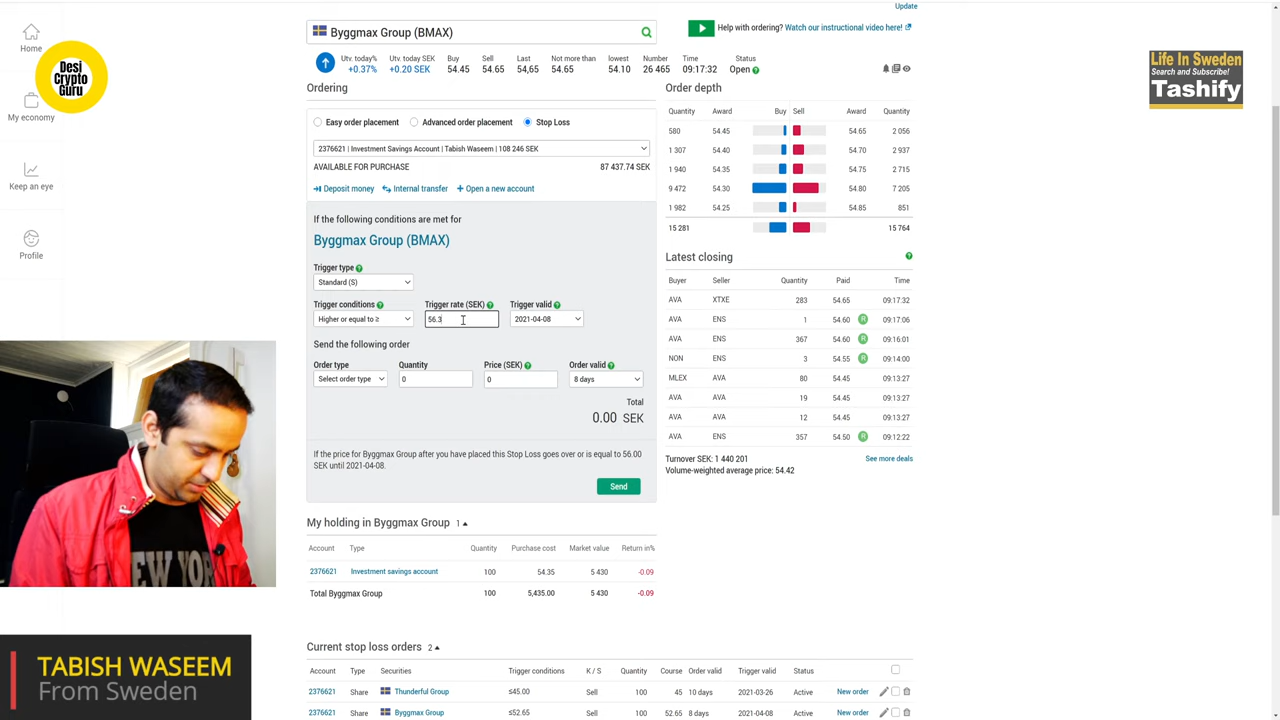 Update
Byggmax Group (BMAX)
Help with ordering? Watch our instructional video here!
Home
Desi
Crypto
Guru
My economy
Keep an eye
Profile
Life In Sweden
Search and Subscribe!
Tashify
Utv. today% Utv. today SEK Buy Sell Last Not more than lowest Number Time Status
+0.37% +0.20 SEK 54.45 54.65 54,65 54.65 54.10 26 465 09:17:32 Open
Ordering
Easy order placement Advanced order placement Stop Loss
2376621 | Investment Savings Account | Tabish Waseem | 108 246 SEK
AVAILABLE FOR PURCHASE 87 437.74 SEK
Deposit money Internal transfer Open a new account
If the following conditions are met for
Byggmax Group (BMAX)
Trigger type
Standard (S)
Trigger conditions Trigger rate (SEK) Trigger valid
Higher or equal to ≥ 56.3 2021-04-08
Send the following order
Order type Quantity Price (SEK) Order valid
Select order type 0 0 8 days
Total
0.00 SEK
If the price for Byggmax Group after you have placed this Stop Loss goes over or is equal to 56.00
SEK until 2021-04-08.
Send
Order depth
Quantity Award Buy Sell Award Quantity
580 54.45 54.65 2 056
1 307 54.40 54.70 2 937
1 940 54.35 54.75 2 715
9 472 54.30 54.80 7 205
1 982 54.25 54.85 851
15 281 15 764
Latest closing
Buyer Seller Quantity Paid Time
AVA XTXE 283 54.65 09:17:32
AVA ENS 1 54.60 R 09:17:06
AVA ENS 367 54.60 R 09:16:01
NON ENS 3 54.55 R 09:14:00
MLEX AVA 80 54.45 09:13:27
AVA AVA 19 54.45 09:13:27
AVA AVA 12 54.45 09:13:27
AVA ENS 357 54.50 R 09:12:22
Turnover SEK: 1 440 201 See more deals
Volume-weighted average price: 54.42
My holding in Byggmax Group 1
Account Type Quantity Purchase cost Market value Return in%
2376621 Investment savings account 100 54.35 5 430 -0.09
Total Byggmax Group 100 5,435.00 5 430 -0.09
Current stop loss orders 2
Account Type Securities Trigger conditions K / S Quantity Course Order valid Trigger valid Status
2376621 Share Thunderful Group ≤45.00 Sell 100 45 10 days 2021-03-26 Active New order
2376621 Share Byggmax Group ≤52.65 Sell 100 52.65 8 days 2021-04-08 Active New order
NEW YORK
TABISH WASEEM
From Sweden